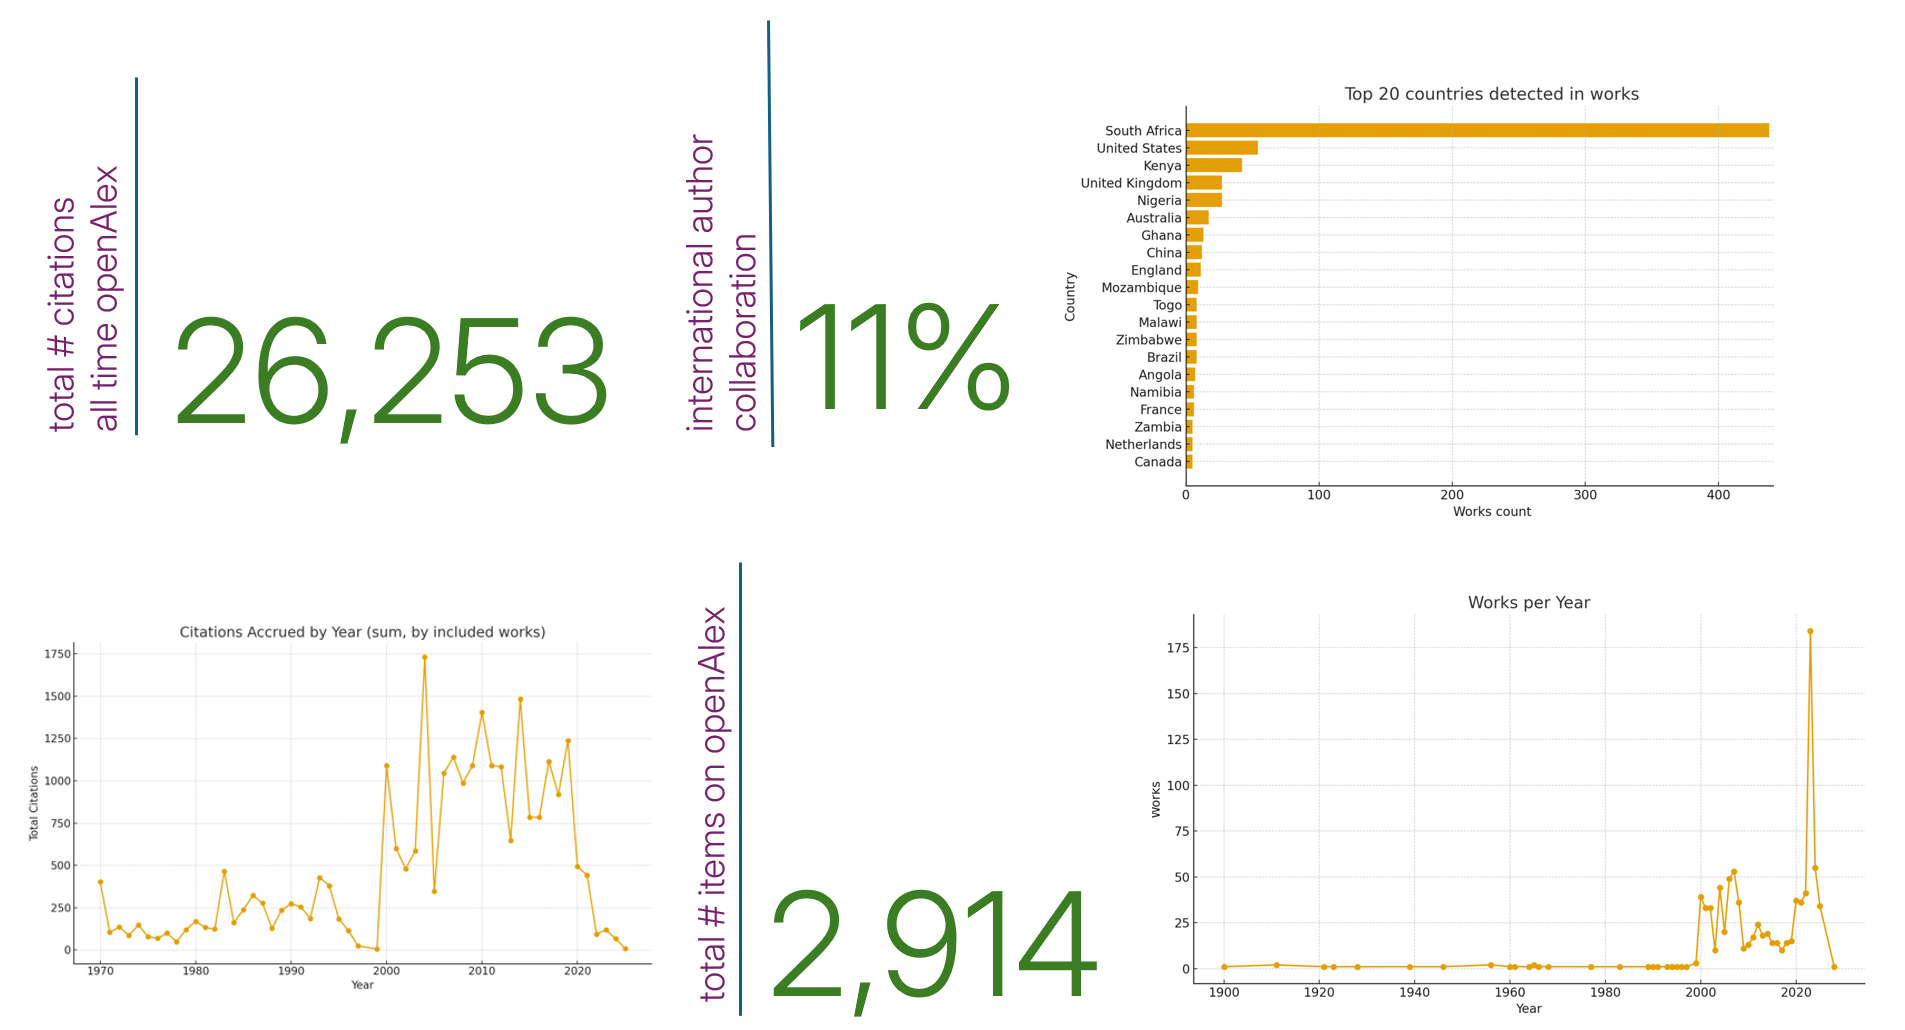 total # citations
all time openAlex
26,253
international author
collaboration
11%
Top 20 countries detected in works
Country
South Africa
United States
Kenya
United Kingdom
Nigeria
Australia
Ghana
China
England
Mozambique
Togo
Malawi
Zimbabwe
Brazil
Angola
Namibia
France
Zambia
Netherlands
Canada
0 100 200 300 400
Works count
Citations Accrued by Year (sum, by included works)
Total Citations
1750
1500
1250
1000
750
500
250
0
1970 1980 1990 2000 2010 2020
Year
total # items on openAlex
2,914
Works per Year
Works
175
150
125
100
75
50
25
0
1900 1920 1940 1960 1980 2000 2020
Year